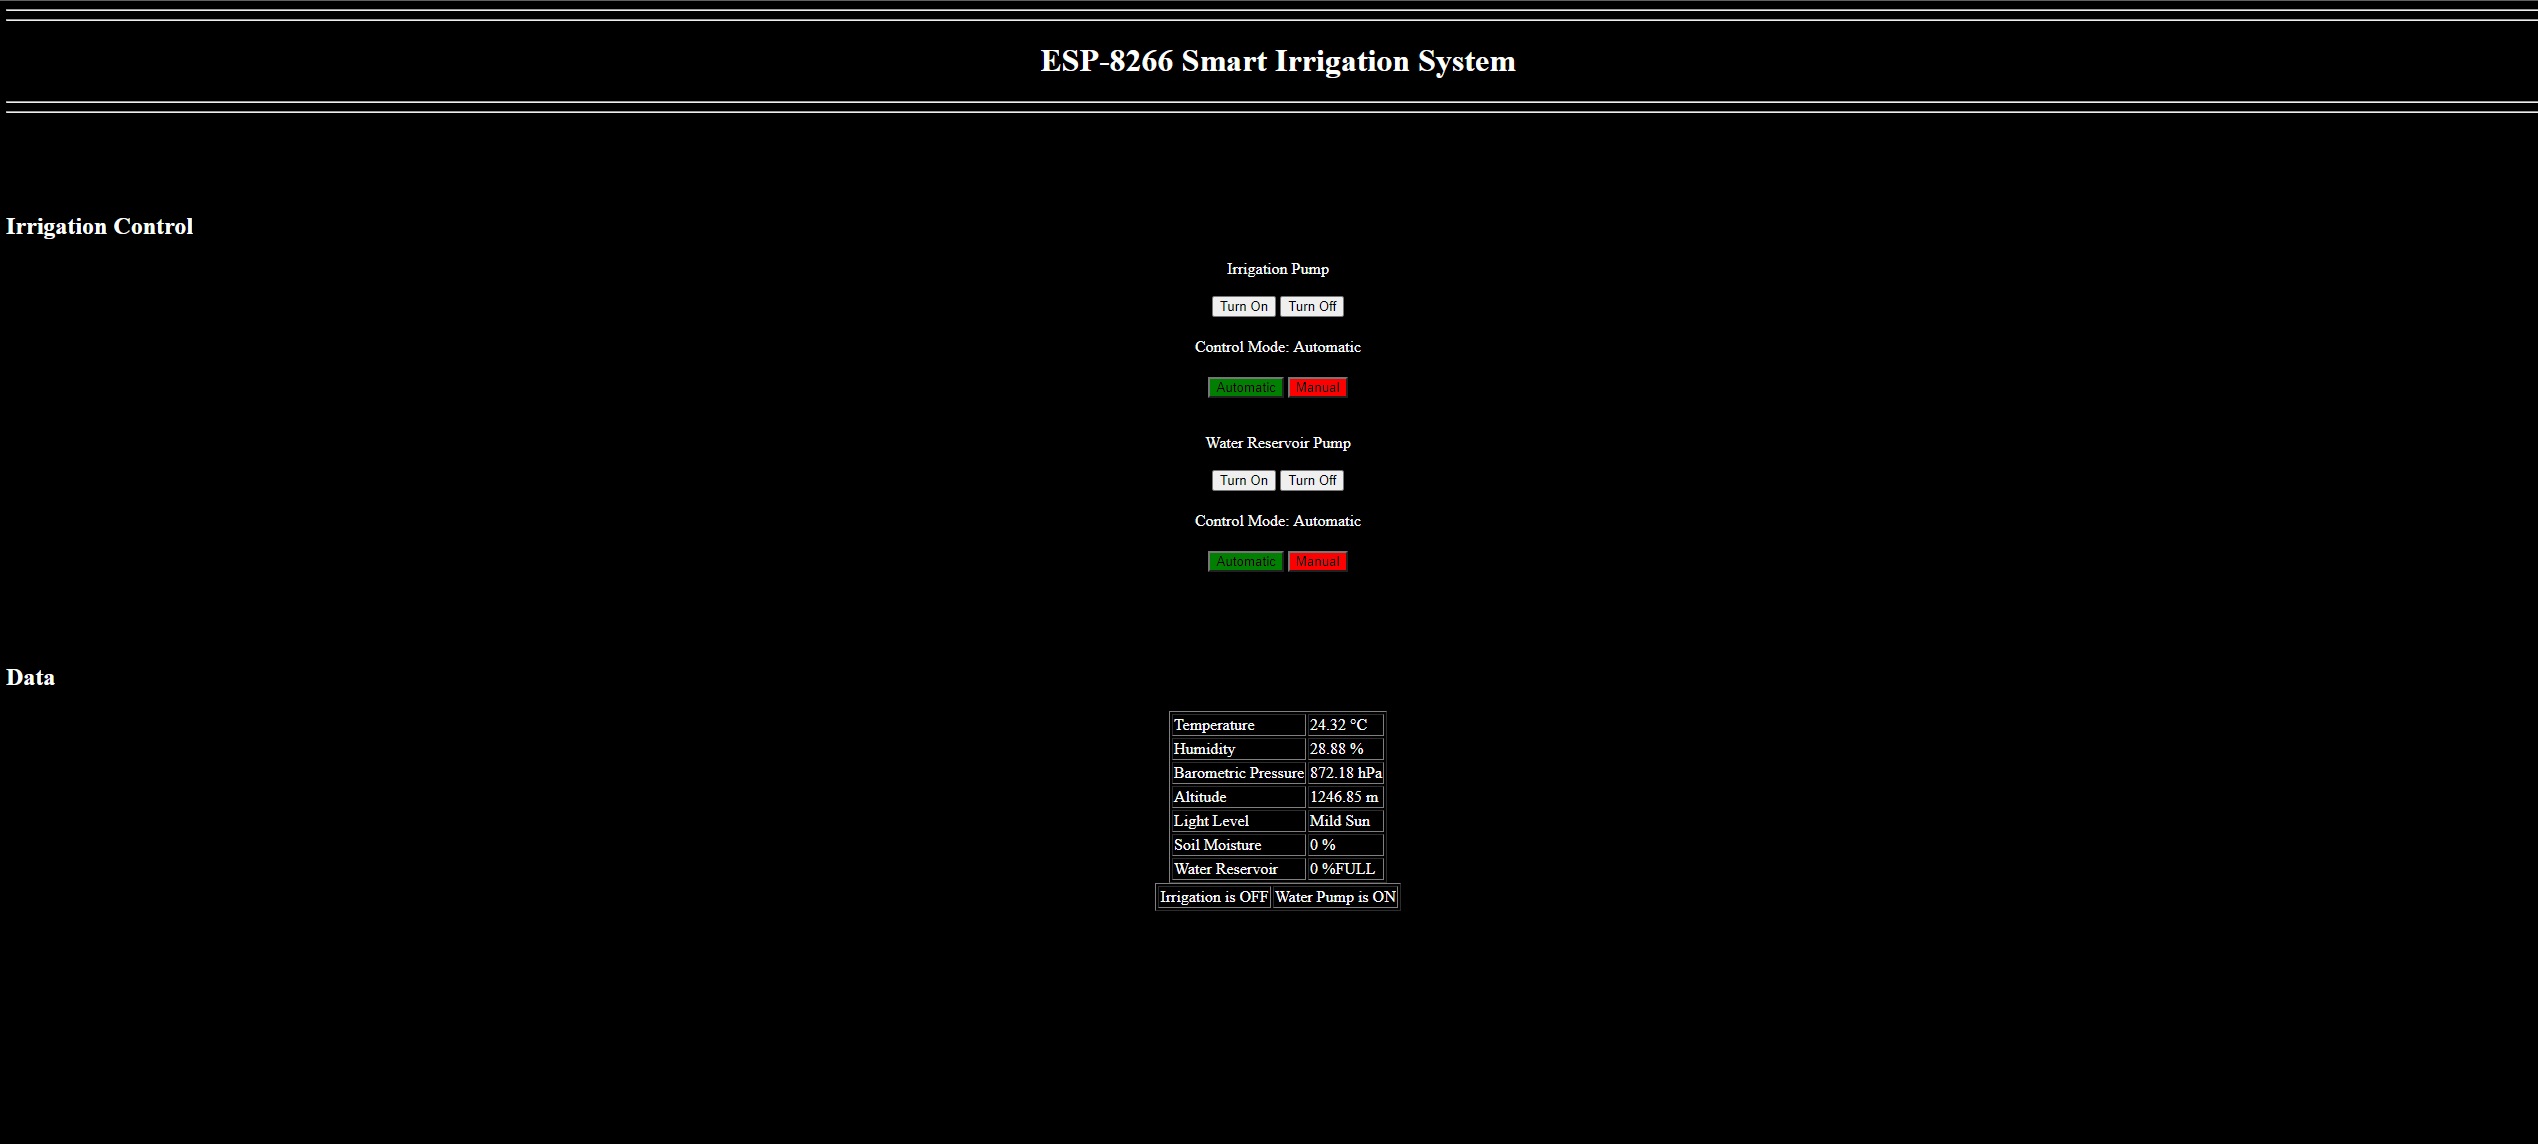 ESP-8266 Smart Irrigation System
Irrigation Control
Irrigation Pump
Turn On Turn Off
Control Mode: Automatic
Automatic Manual
Water Reservoir Pump
Turn On Turn Off
Control Mode: Automatic
Automatic Manual
Data
Temperature 24.32 °C
Humidity 28.88 %
Barometric Pressure 872.18 hPa
Altitude 1246.85 m
Light Level Mild Sun
Soil Moisture 0 %
Water Reservoir 0 %FULL
Irrigation is OFF Water Pump is ON